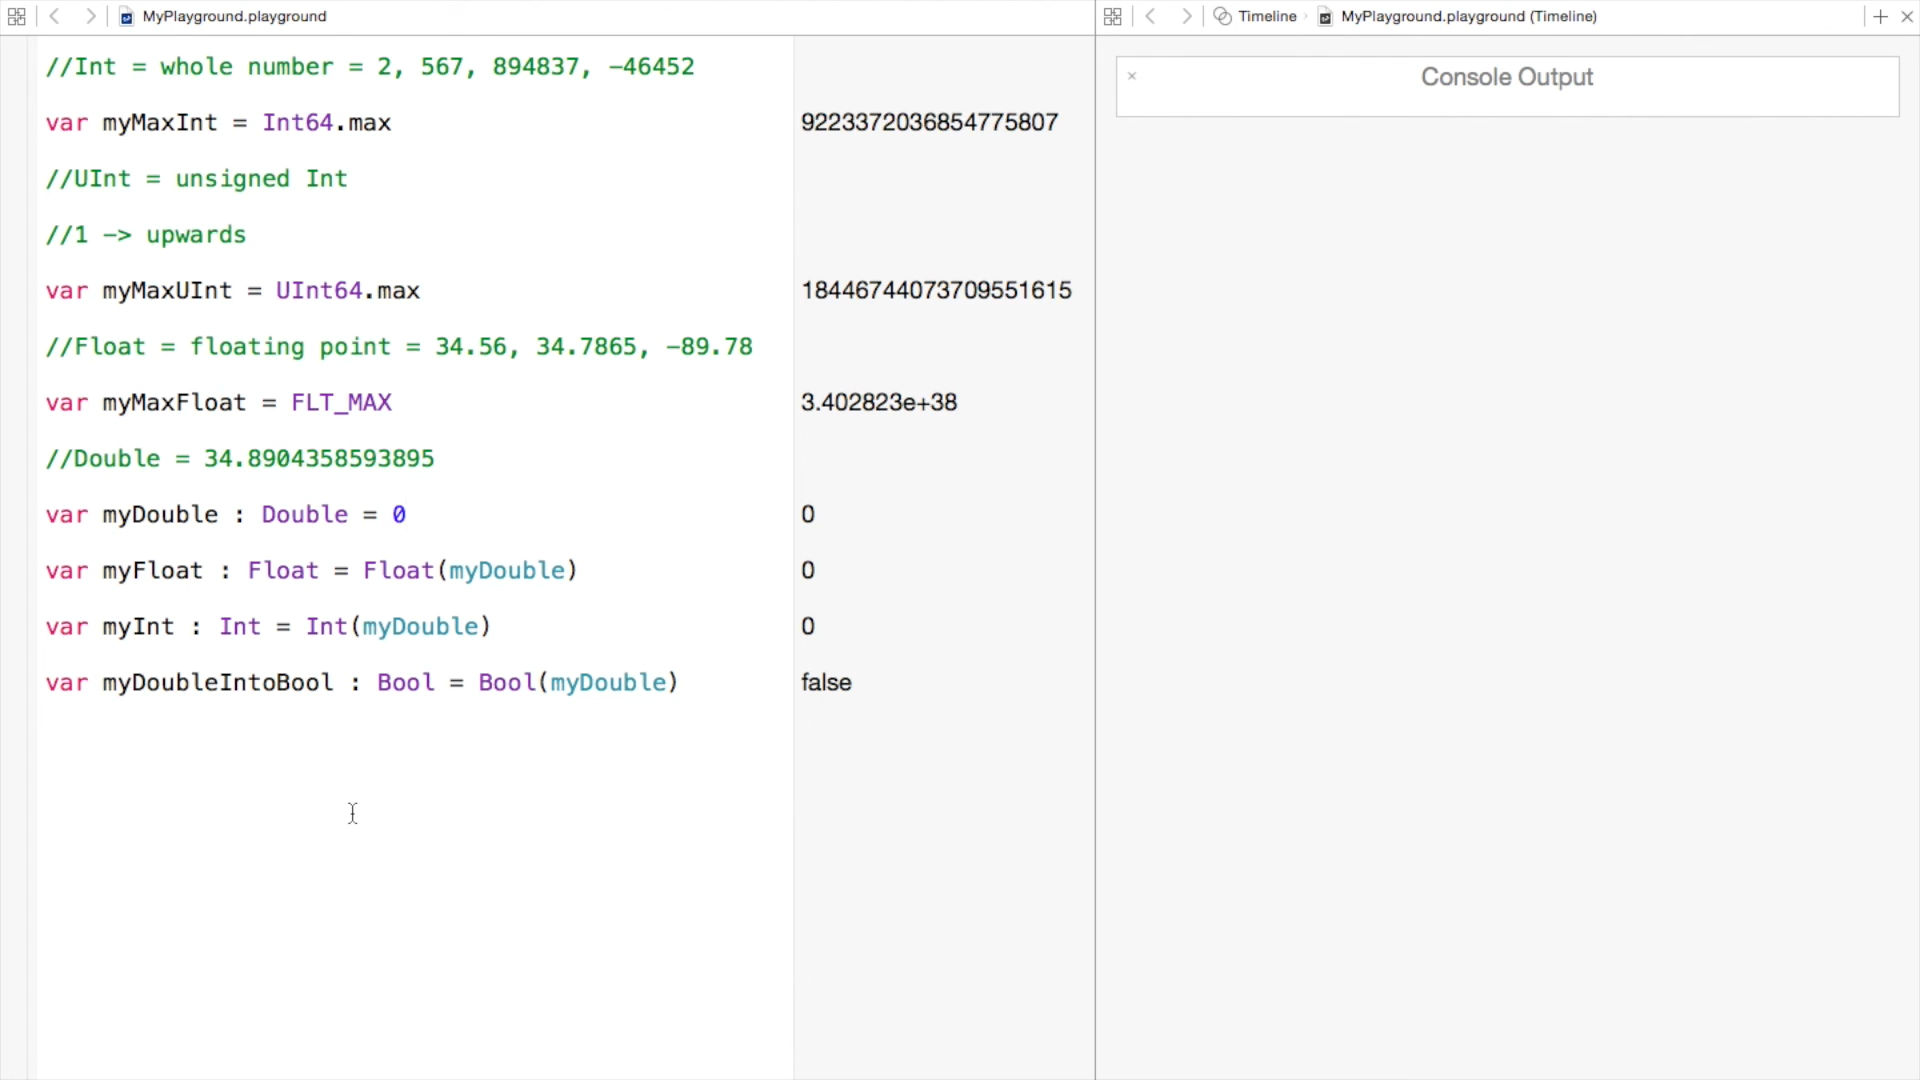 MyPlayground.playground
//Int = whole number = 2, 567, 894837, -46452
var myMaxInt = Int64.max
9223372036854775807
//UInt = unsigned Int
//1 -> upwards
var myMaxUInt = UInt64.max
18446744073709551615
//Float = floating point = 34.56, 34.7865, -89.78
var myMaxFloat = FLT_MAX
3.402823e+38
//Double = 34.8904358593895
var myDouble : Double = 0
0
var myFloat : Float = Float(myDouble)
0
var myInt : Int = Int(myDouble)
0
var myDoubleIntoBool : Bool = Bool(myDouble)
false
Timeline
MyPlayground.playground (Timeline)
Console Output